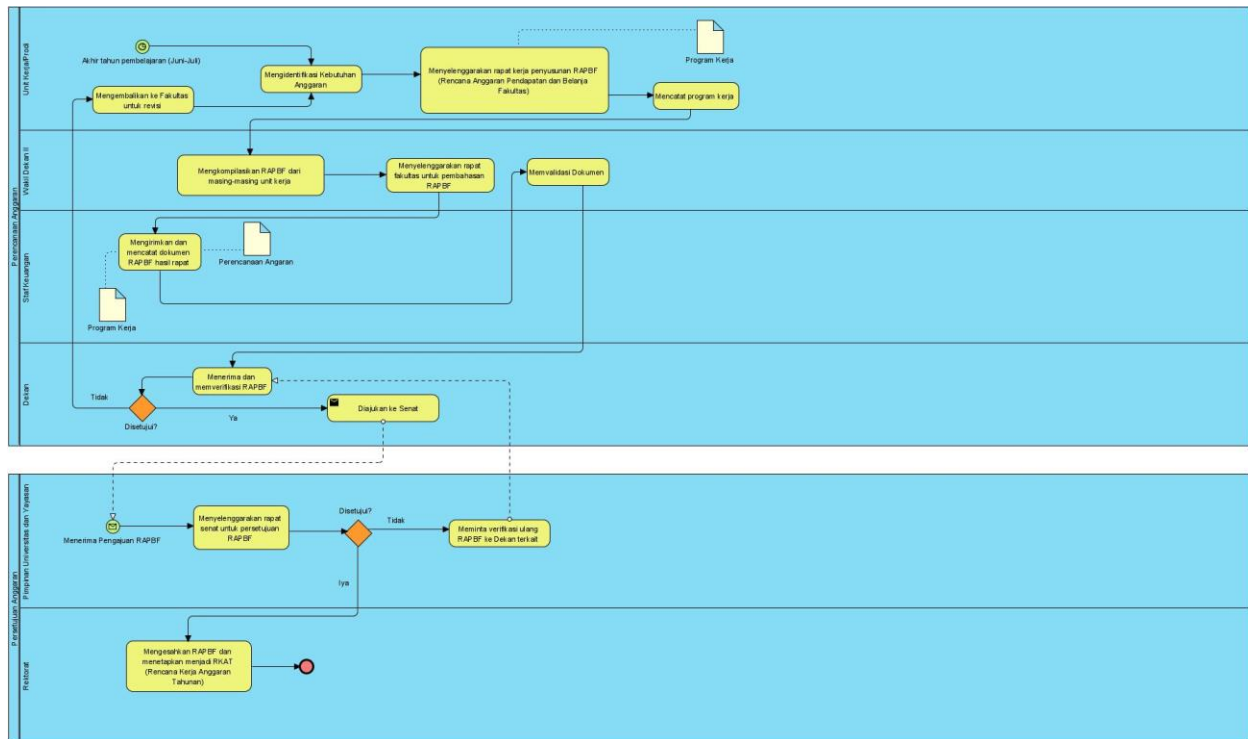 Perencanaan Anggaran
Unit Kerja/Prodi
Akhir tahun pembelajaran (Juni-Juli)
Mengidentifikasi Kebutuhan
Anggaran
Menyelenggarakan rapat kerja penyusunan RAPBF
(Rencana Anggaran Pendapatan dan Belanja
Fakultas)
Program Kerja
Mengembalikan ke Fakultas
untuk revisi
Mencatat program kerja
Wakil Dekan II
Mengkompilasikan RAPBF dari
masing-masing unit kerja
Menyelenggarakan rapat
fakultas untuk pembahasan
RAPBF
Memvalidasi Dokumen
Staf Keuangan
Mengirimkan dan
mencatat dokumen
RAPBF hasil rapat
Perencanaan Angaran
Program Kerja
Dekan
Menerima dan
memverifikasi RAPBF
Tidak
Disetujui?
Ya
Diajukan ke Senat
Persetujuan Anggaran
Pimpinan Universitas dan Yayasan
Menerima Pengajuan RAPBF
Menyelenggarakan rapat
senat untuk persetujuan
RAPBF
Disetujui?
Tidak
Meminta verifikasi ulang
RAPBF ke Dekan terkait
Iya
Rektorat
Mengesahkan RAPBF dan
menetapkan menjadi RKAT
(Rencana Kerja Anggaran
Tahunan)